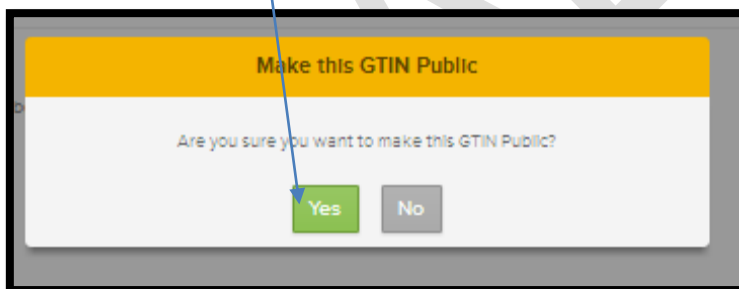 Make this GTIN Public
Are you sure you want to make this GTIN Public?
Yes
No